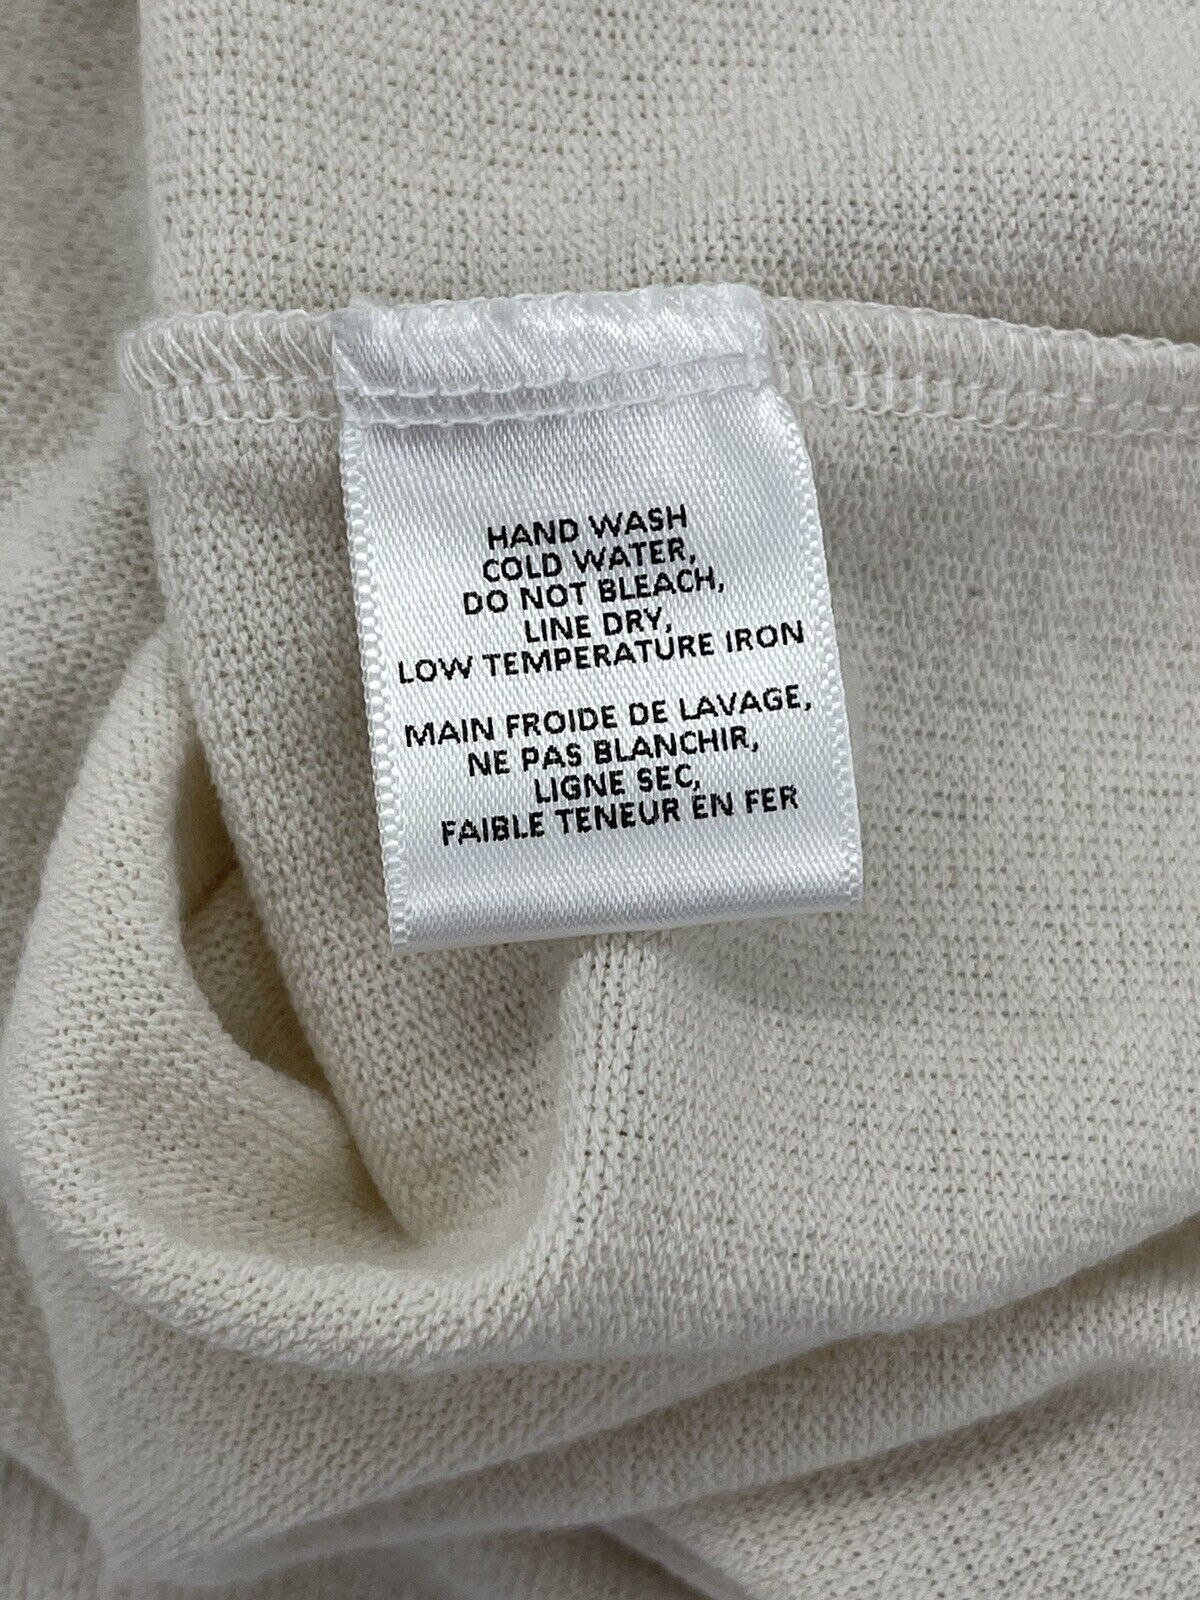 HAND WASH
COLD WATER,
DO NOT BLEACH,
LINE DRY,
LOW TEMPERATURE IRON
MAIN FROIDE DE LAVAGE,
NE PAS BLANCHIR,
LIGNE SEC,
FAIBLE TENEUR EN FER